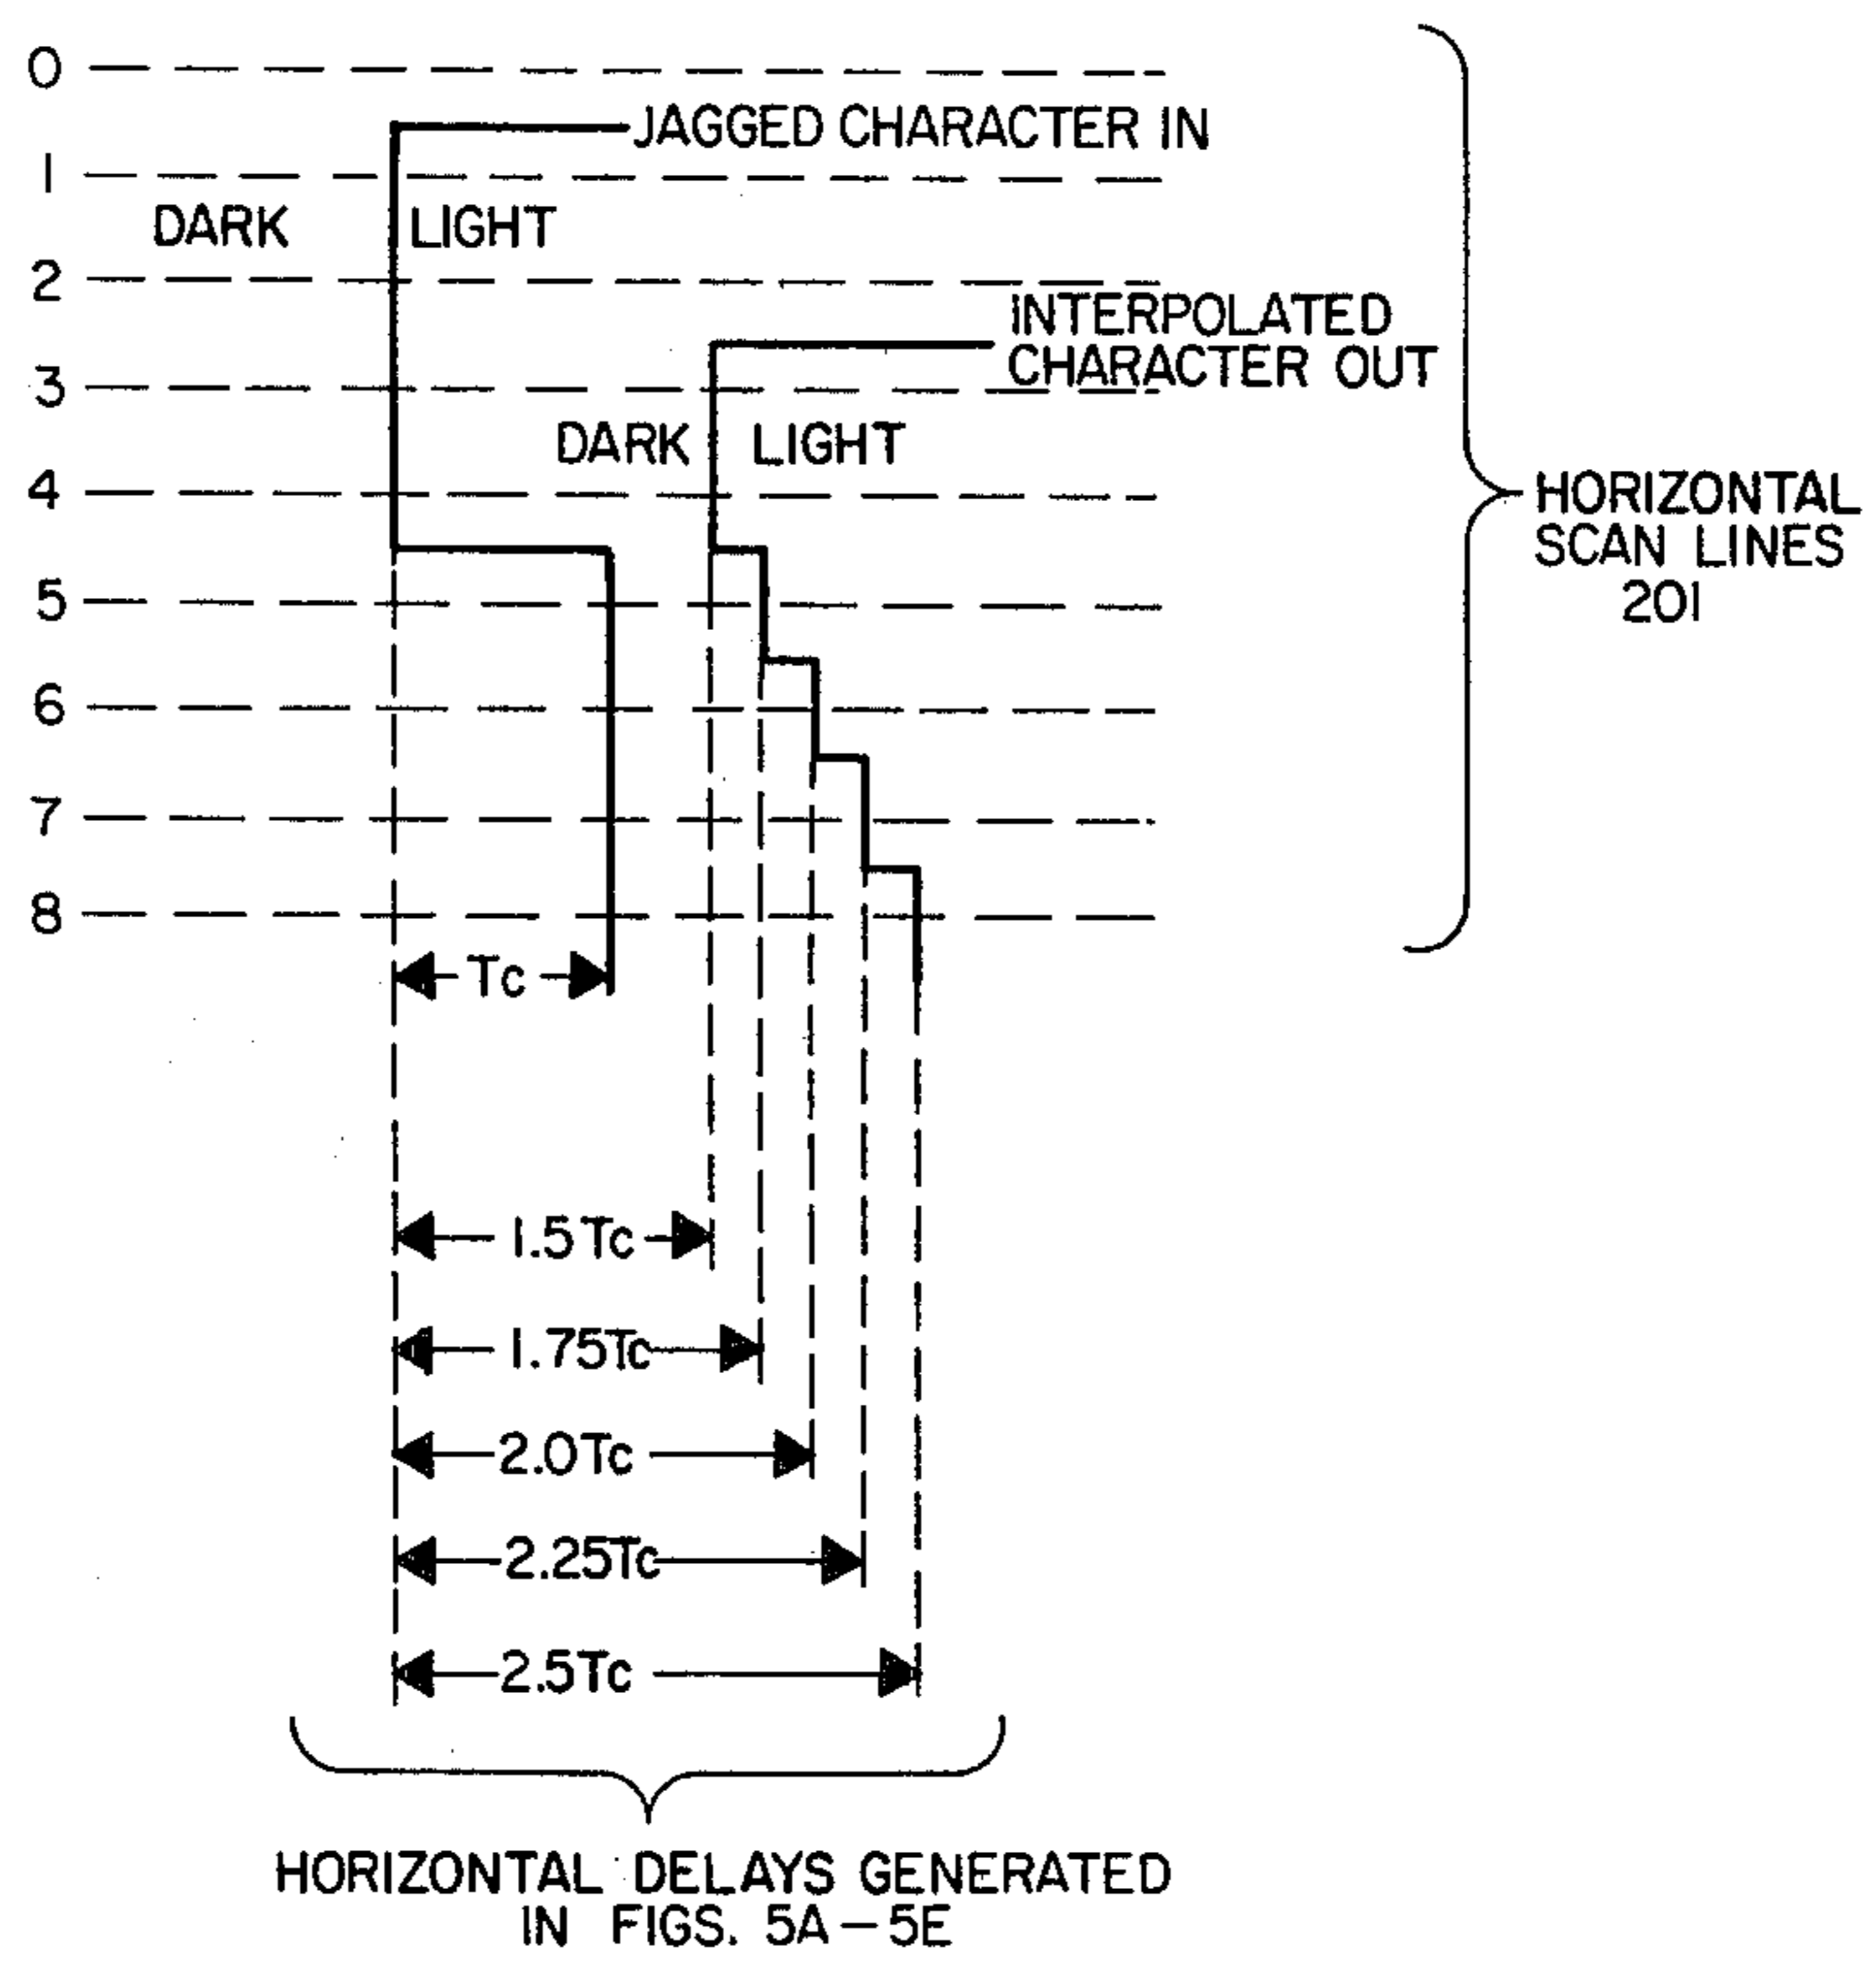 0
JAGGED CHARACTER IN
1
DARK LIGHT
2
INTERPOLATED
CHARACTER OUT
3
DARK LIGHT
4
HORIZONTAL
SCAN LINES
201
5
6
7
8
Tc
1.5Tc
1.75Tc
2.0Tc
2.25Tc
2.5Tc
HORIZONTAL DELAYS GENERATED
IN FIGS. 5A-5E